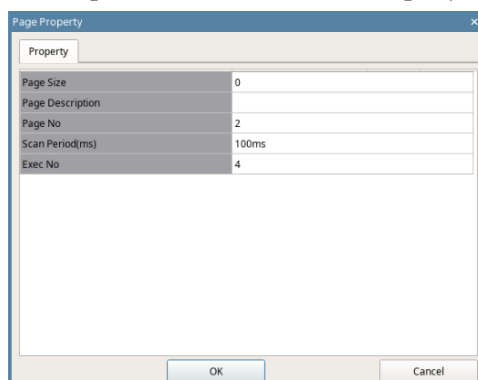 Page Property ×
Property
Page Size 0
Page Description
Page No 2
Scan Period(ms) 100ms
Exec No 4
OK Cancel